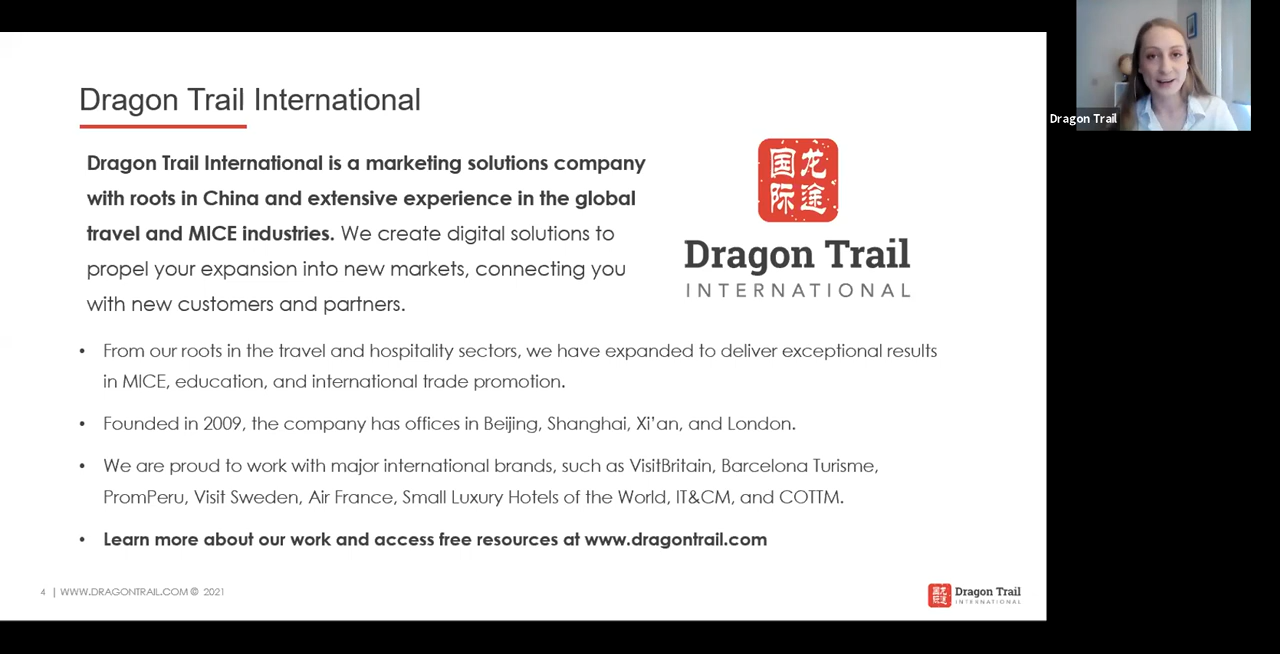 Dragon Trail International
Dragon Trail International is a marketing solutions company
with roots in China and extensive experience in the global
travel and MICE industries. We create digital solutions to
propel your expansion into new markets, connecting you
with new customers and partners.
国龙
际途
Dragon Trail
INTERNATIONAL
• From our roots in the travel and hospitality sectors, we have expanded to deliver exceptional results
in MICE, education, and international trade promotion.
• Founded in 2009, the company has offices in Beijing, Shanghai, Xi’an, and London.
• We are proud to work with major international brands, such as VisitBritain, Barcelona Turisme,
PromPeru, Visit Sweden, Air France, Small Luxury Hotels of the World, IT&CM, and COTTM.
• Learn more about our work and access free resources at www.dragontrail.com
4 | WWW.DRAGONTRAIL.COM © 2021
国龙
际途
Dragon Trail
INTERNATIONAL
Dragon Trail